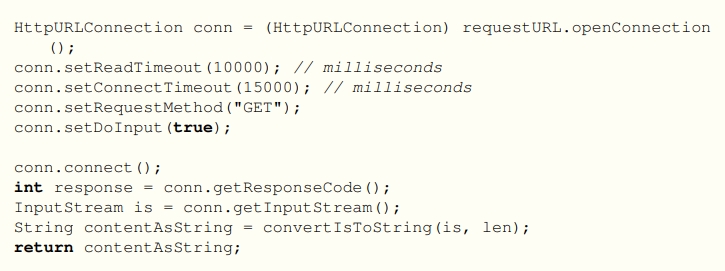 HttpURLConnection conn = (HttpURLConnection) requestURL.openConnection
();
conn.setReadTimeout(10000); // milliseconds
conn.setConnectTimeout(15000); // milliseconds
conn.setRequestMethod("GET");
conn.setDoInput(true);
conn.connect();
int response = conn.getResponseCode();
InputStream is = conn.getInputStream();
String contentAsString = convertIsToString(is, len);
return contentAsString;